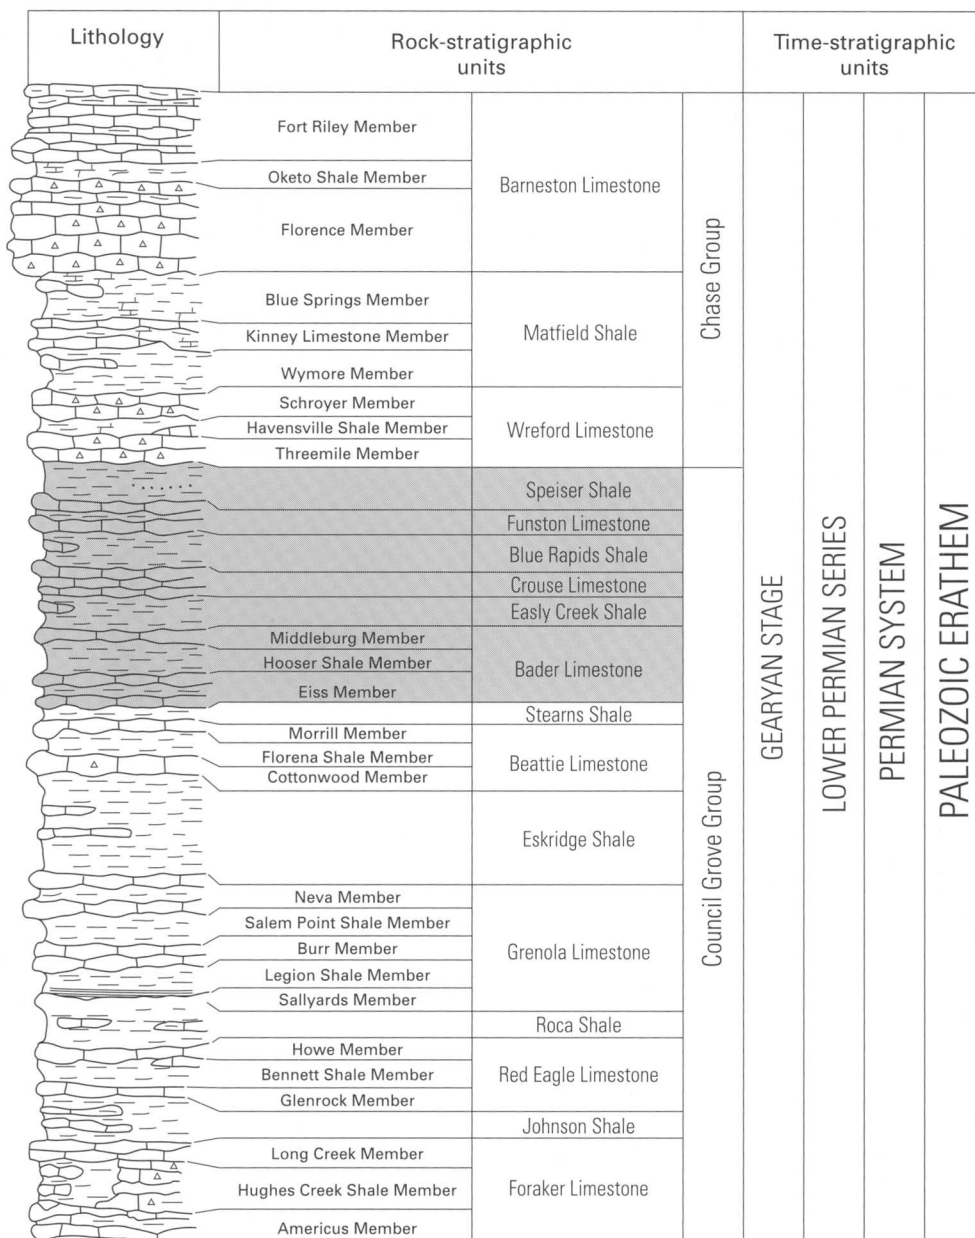 Lithology
Rock-stratigraphic
units
Time-stratigraphic
units
Fort Riley Member
Oketo Shale Member
Florence Member
Barneston Limestone
Blue Springs Member
Kinney Limestone Member
Wymore Member
Matfield Shale
Schroyer Member
Havensville Shale Member
Threemile Member
Wreford Limestone
Chase Group
Speiser Shale
Funston Limestone
Blue Rapids Shale
Crouse Limestone
Easly Creek Shale
Middleburg Member
Hooser Shale Member
Eiss Member
Bader Limestone
Stearns Shale
Morrill Member
Florena Shale Member
Cottonwood Member
Beattie Limestone
Eskridge Shale
Neva Member
Salem Point Shale Member
Burr Member
Legion Shale Member
Sallyards Member
Grenola Limestone
Roca Shale
Howe Member
Bennett Shale Member
Glenrock Member
Red Eagle Limestone
Johnson Shale
Long Creek Member
Hughes Creek Shale Member
Americus Member
Foraker Limestone
Council Grove Group
GEARYAN STAGE
LOWER PERMIAN SERIES
PERMIAN SYSTEM
PALEOZOIC ERATHEM